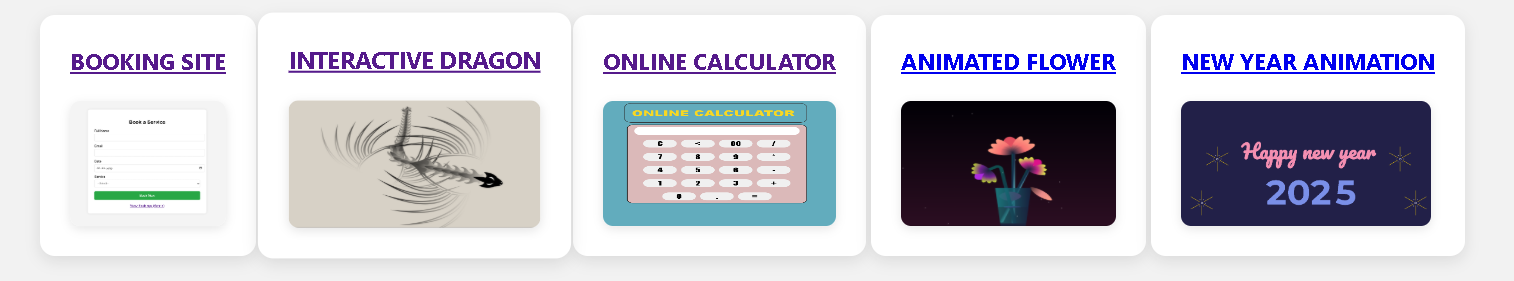 BOOKING SITE
INTERACTIVE DRAGON
ONLINE CALCULATOR
ANIMATED FLOWER
NEW YEAR ANIMATION
Book a Service
Full Name
Email
Date
Service
Book Now
ONLINE CALCULATOR
C < 00 /
7 8 9 *
4 5 6 -
1 2 3 +
0 . =
Happy new year
2025